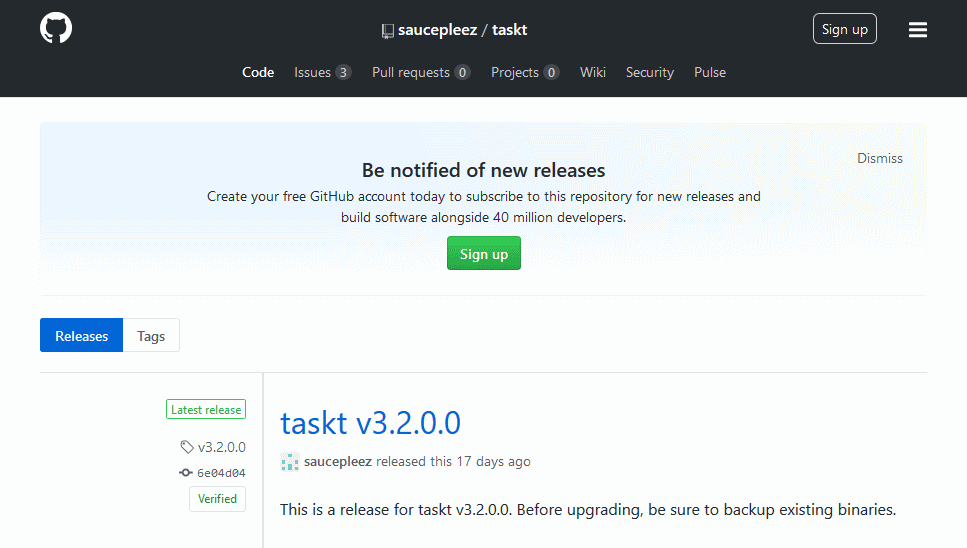 saucepleez / taskt
Sign up
Code Issues 3 Pull requests 0 Projects 0 Wiki Security Pulse
Dismiss
Be notified of new releases
Create your free GitHub account today to subscribe to this repository for new releases and
build software alongside 40 million developers.
Sign up
Releases Tags
Latest release
v3.2.0.0
6e04d04
Verified
taskt v3.2.0.0
saucepleez released this 17 days ago
This is a release for taskt v3.2.0.0. Before upgrading, be sure to backup existing binaries.